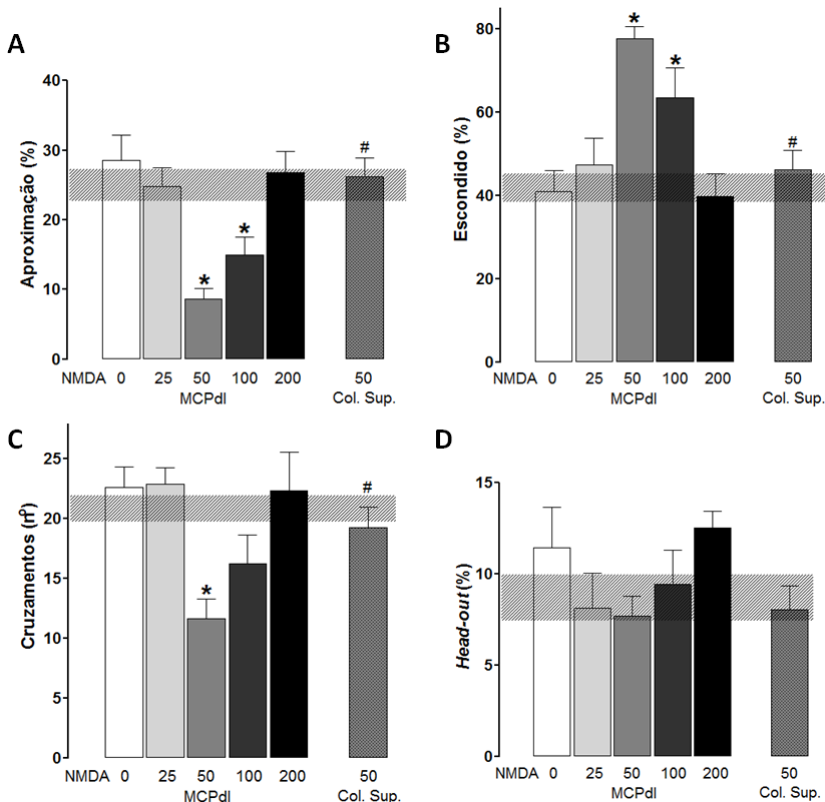 A
Aproximação (%)
40
30
20
10
0
*
*
#
NMDA 0 25 50 100 200 50
MCPdl Col. Sup.
B
Escondido (%)
80
60
40
20
0
*
*
#
NMDA 0 25 50 100 200 50
MCPdl Col. Sup.
C
Cruzamentos (nº)
25
20
15
10
5
0
*
#
NMDA 0 25 50 100 200 50
MCPdl Col. Sup.
D
Head-out (%)
15
10
5
0
NMDA 0 25 50 100 200 50
MCPdl Col. Sup.